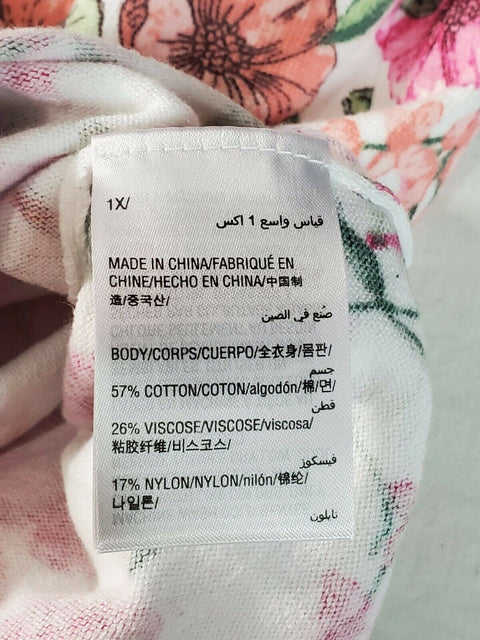 1X/
قياس واسع 1 اكس
MADE IN CHINA/FABRIQUÉ EN
CHINE/HECHO EN CHINA/中国制
造/중국산/
صُنع في الصين
BODY/CORPS/CUERPO/全衣身/몸판/
جسم
57% COTTON/COTON/algodón/棉/면/
قطن
26% VISCOSE/VISCOSE/viscosa/
粘胶纤维/비스코스/
فيسكوز
17% NYLON/NYLON/nilón/锦纶/
나일론/
نايلون